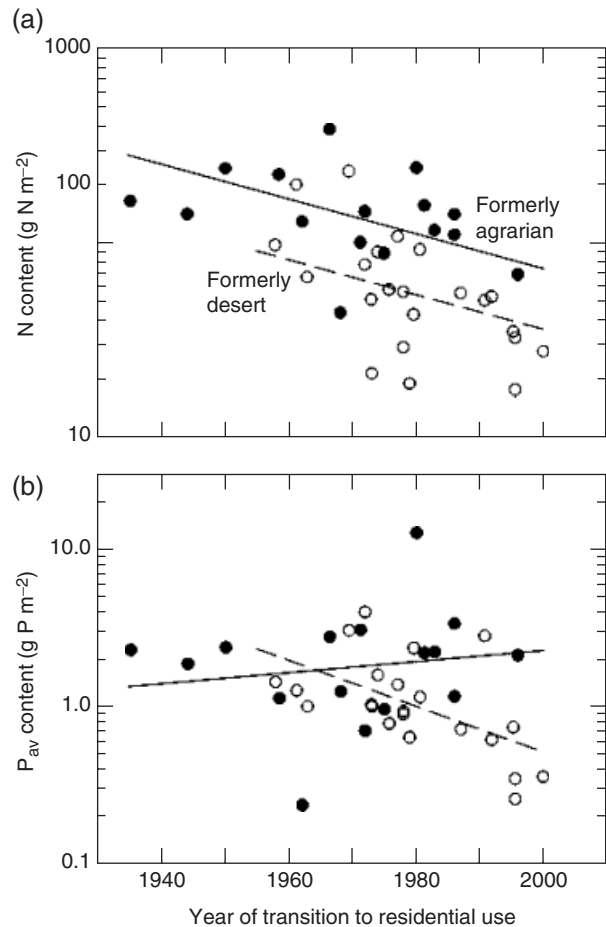 (a)
1000
100
10
N content (g N m⁻²)
Formerly
agrarian
Formerly
desert
(b)
10.0
1.0
0.1
P_av content (g P m⁻²)
1940 1960 1980 2000
Year of transition to residential use